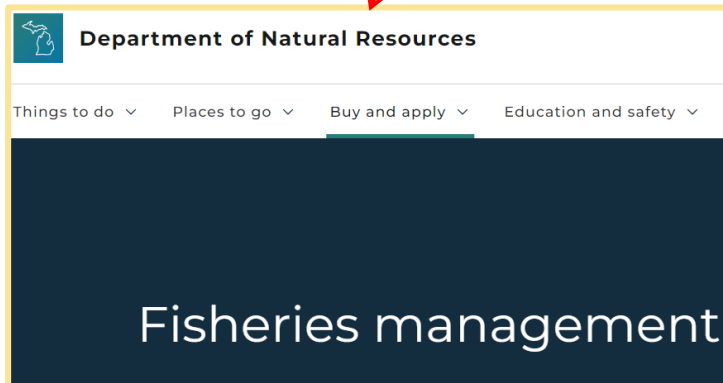 Department of Natural Resources
Things to do Places to go Buy and apply Education and safety
Fisheries management